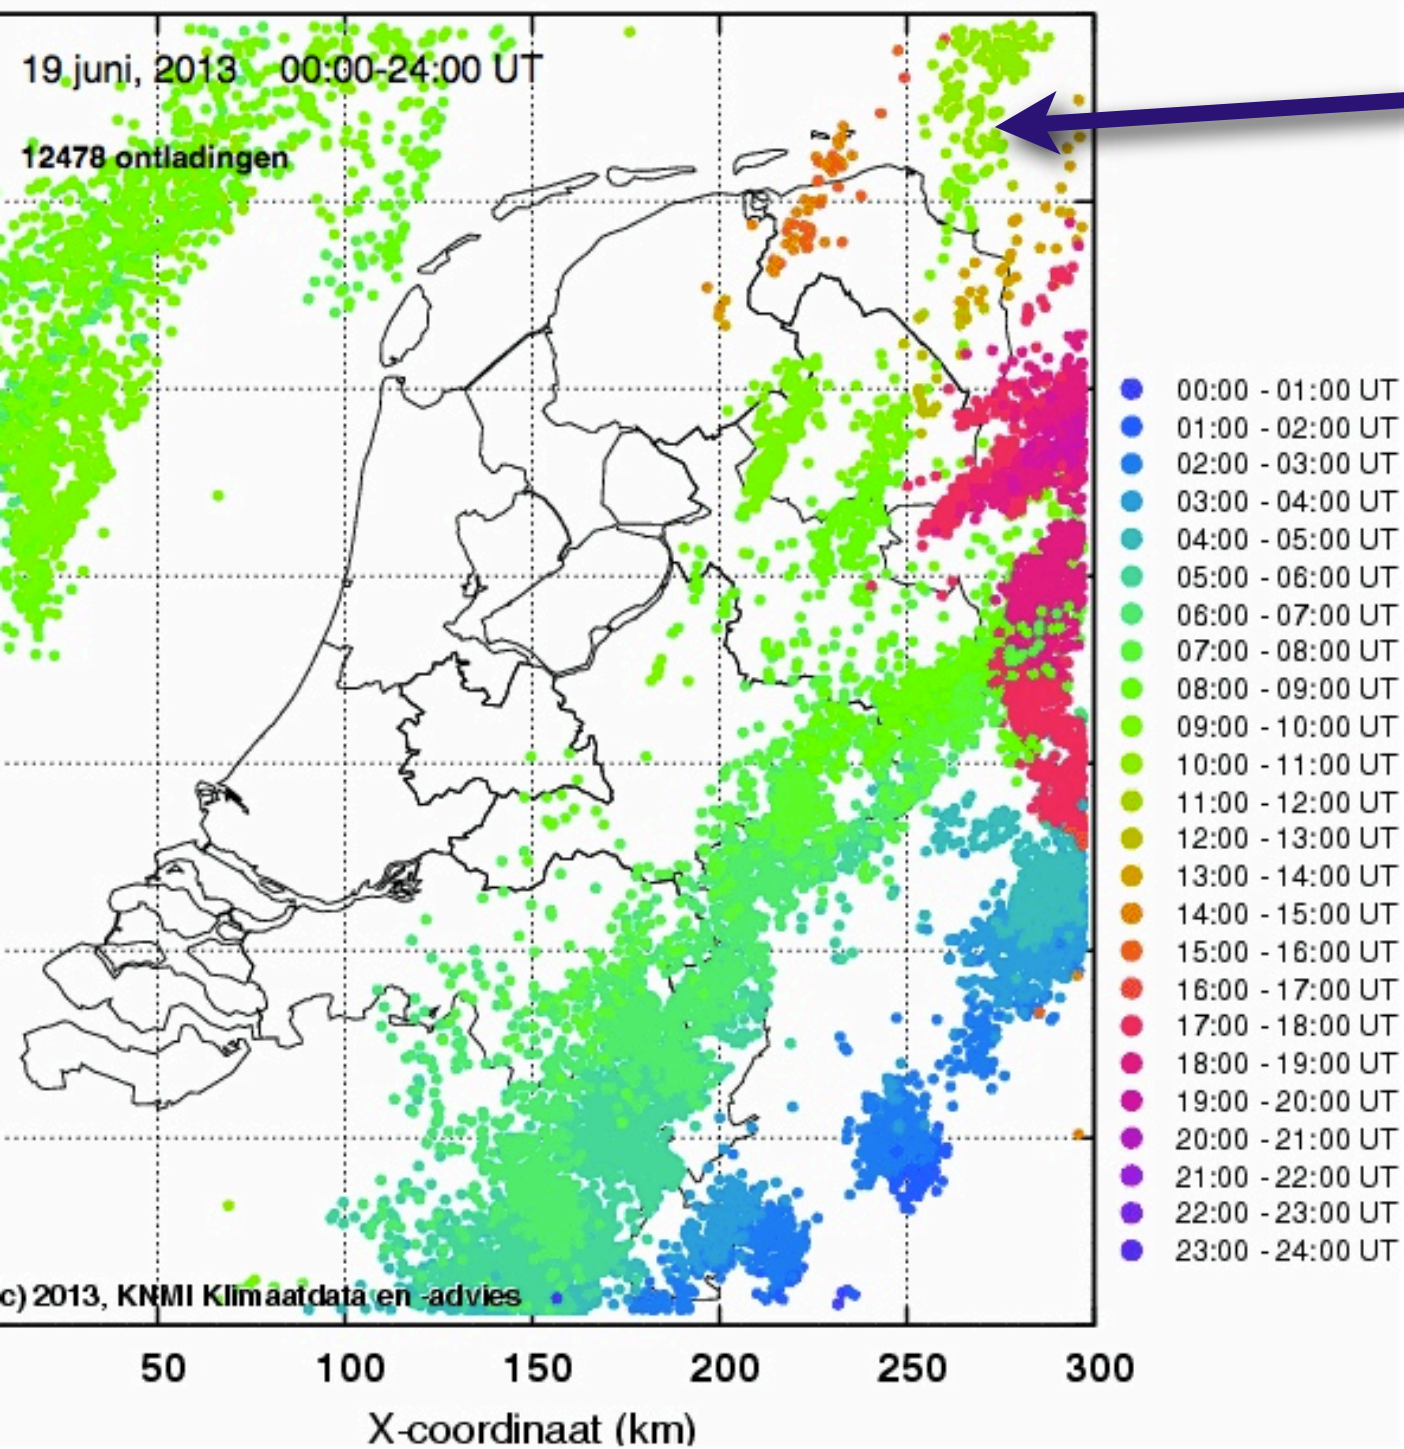 19 juni, 2013 00:00-24:00 UT
12478 ontladingen
00:00 - 01:00 UT
01:00 - 02:00 UT
02:00 - 03:00 UT
03:00 - 04:00 UT
04:00 - 05:00 UT
05:00 - 06:00 UT
06:00 - 07:00 UT
07:00 - 08:00 UT
08:00 - 09:00 UT
09:00 - 10:00 UT
10:00 - 11:00 UT
11:00 - 12:00 UT
12:00 - 13:00 UT
13:00 - 14:00 UT
14:00 - 15:00 UT
15:00 - 16:00 UT
16:00 - 17:00 UT
17:00 - 18:00 UT
18:00 - 19:00 UT
19:00 - 20:00 UT
20:00 - 21:00 UT
21:00 - 22:00 UT
22:00 - 23:00 UT
23:00 - 24:00 UT
c) 2013, KNMI Klimaatdata en -advies
50 100 150 200 250 300
X-coordinaat (km)